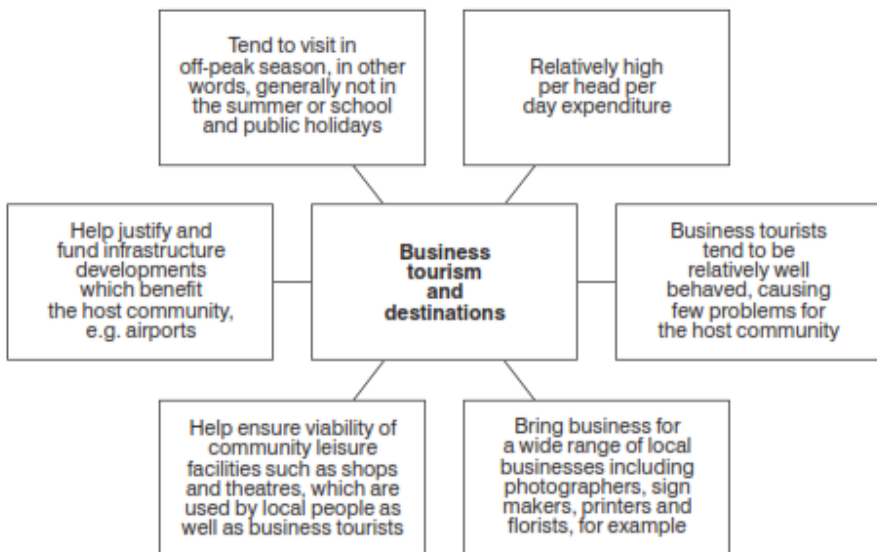 Tend to visit in
off-peak season, in other
words, generally not in
the summer or school
and public holidays
Relatively high
per head per
day expenditure
Help justify and
fund infrastructure
developments
which benefit
the host community,
e.g. airports
Business
tourism
and
destinations
Business tourists
tend to be
relatively well
behaved, causing
few problems for
the host community
Help ensure viability of
community leisure
facilities such as shops
and theatres, which are
used by local people as
well as business tourists
Bring business for
a wide range of local
businesses including
photographers, sign
makers, printers and
florists, for example